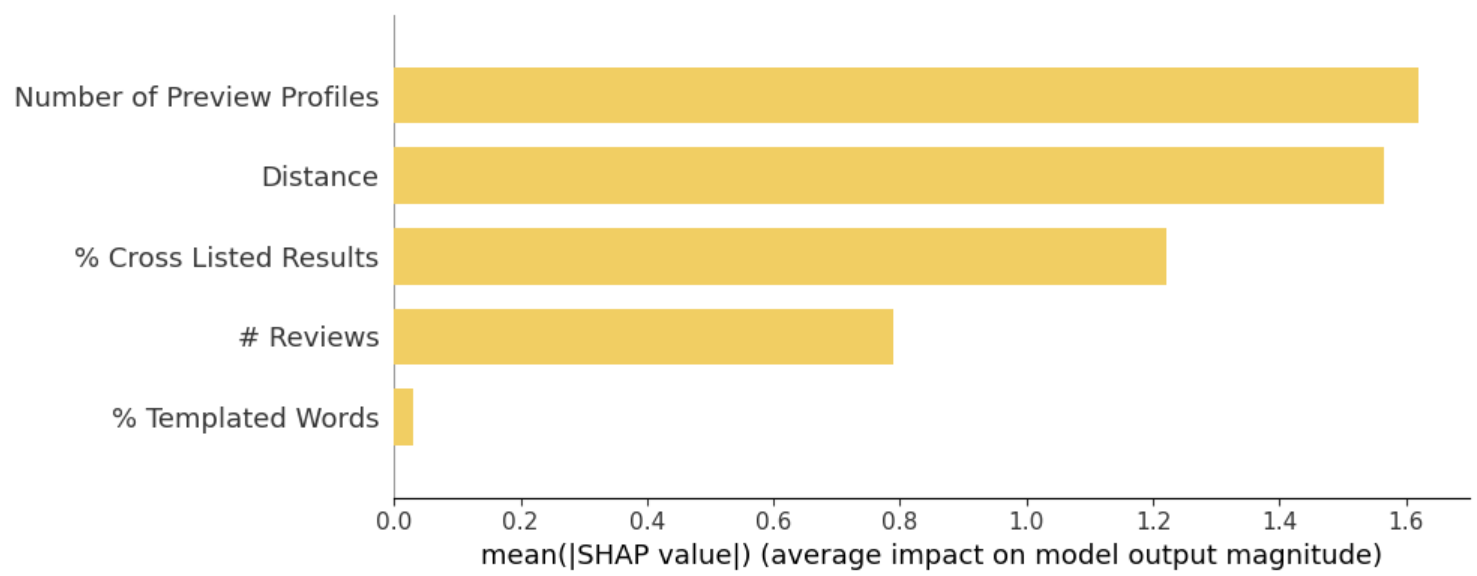 Number of Preview Profiles
Distance
% Cross Listed Results
# Reviews
% Templated Words
0.0 0.2 0.4 0.6 0.8 1.0 1.2 1.4 1.6
mean(|SHAP value|) (average impact on model output magnitude)